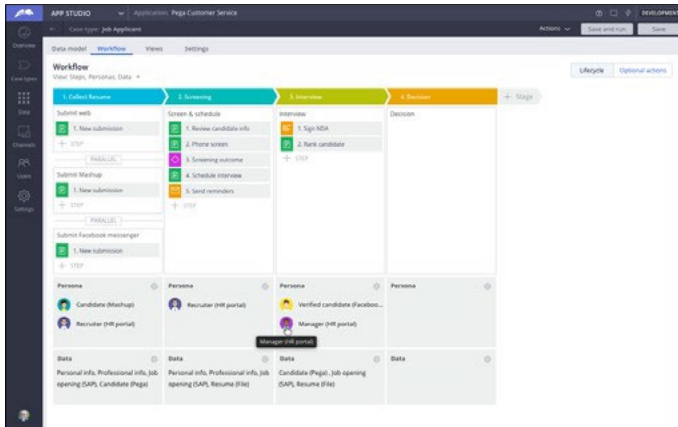 APP STUDIO
Application: Pega Customer Service
DEVELOPMENT
Case type: Job Applicant
Actions
Save and run
Save
Overview
Case types
Data
Channels
Users
Settings
Data model
Workflow
Views
Settings
Workflow
View: Steps, Personas, Data
Lifecycle
Optional actions
1. Collect Resume
2. Screening
3. Interview
4. Decision
+ Stage
Submit web
1. New submission
+ STEP
PARALLEL
Submit Mashup
1. New submission
+ STEP
PARALLEL
Submit Facebook messenger
1. New submission
+ STEP
Screen & schedule
1. Review candidate info
2. Phone screen
3. Screening outcome
4. Schedule interview
5. Send reminders
+ STEP
Interview
1. Sign NDA
2. Rank candidate
+ STEP
Decision
Persona
Candidate (Mashup)
Recruiter (HR portal)
Persona
Recruiter (HR portal)
Persona
Verified candidate (Faceboo...
Manager (HR portal)
Manager (HR portal)
Persona
Data
Personal info, Professional info, Job
opening (SAP), Candidate (Pega)
Data
Personal info, Professional info, Job
opening (SAP), Resume (File)
Data
Candidate (Pega) , Job opening
(SAP), Resume (File)
Data